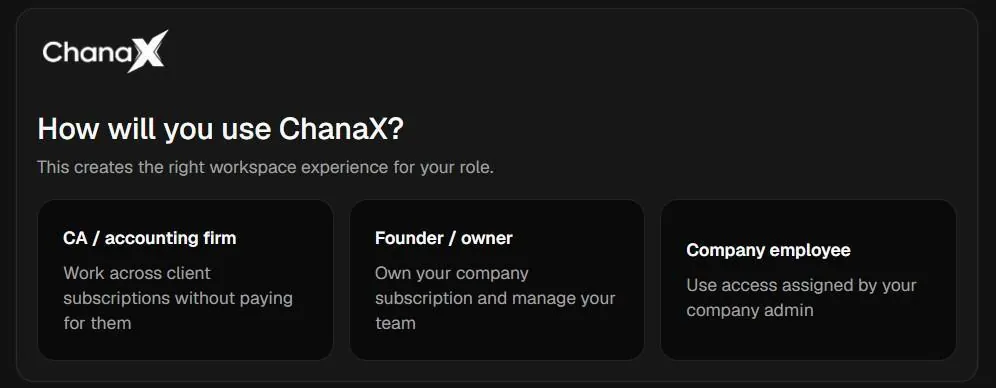 ChanaX
How will you use ChanaX?
This creates the right workspace experience for your role.
CA / accounting firm
Work across client
subscriptions without paying
for them
Founder / owner
Own your company
subscription and manage your
team
Company employee
Use access assigned by your
company admin